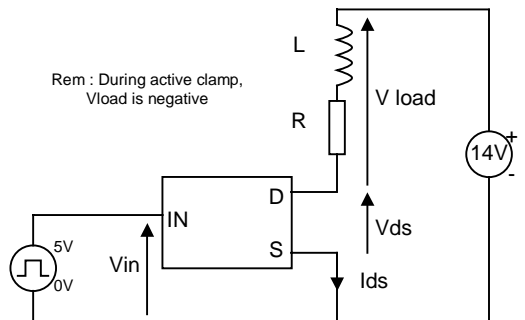 L
Rem : During active clamp,
Vload is negative
V load
R
14V
+
-
D
IN
Vds
S
5V
0V
Vin
Ids